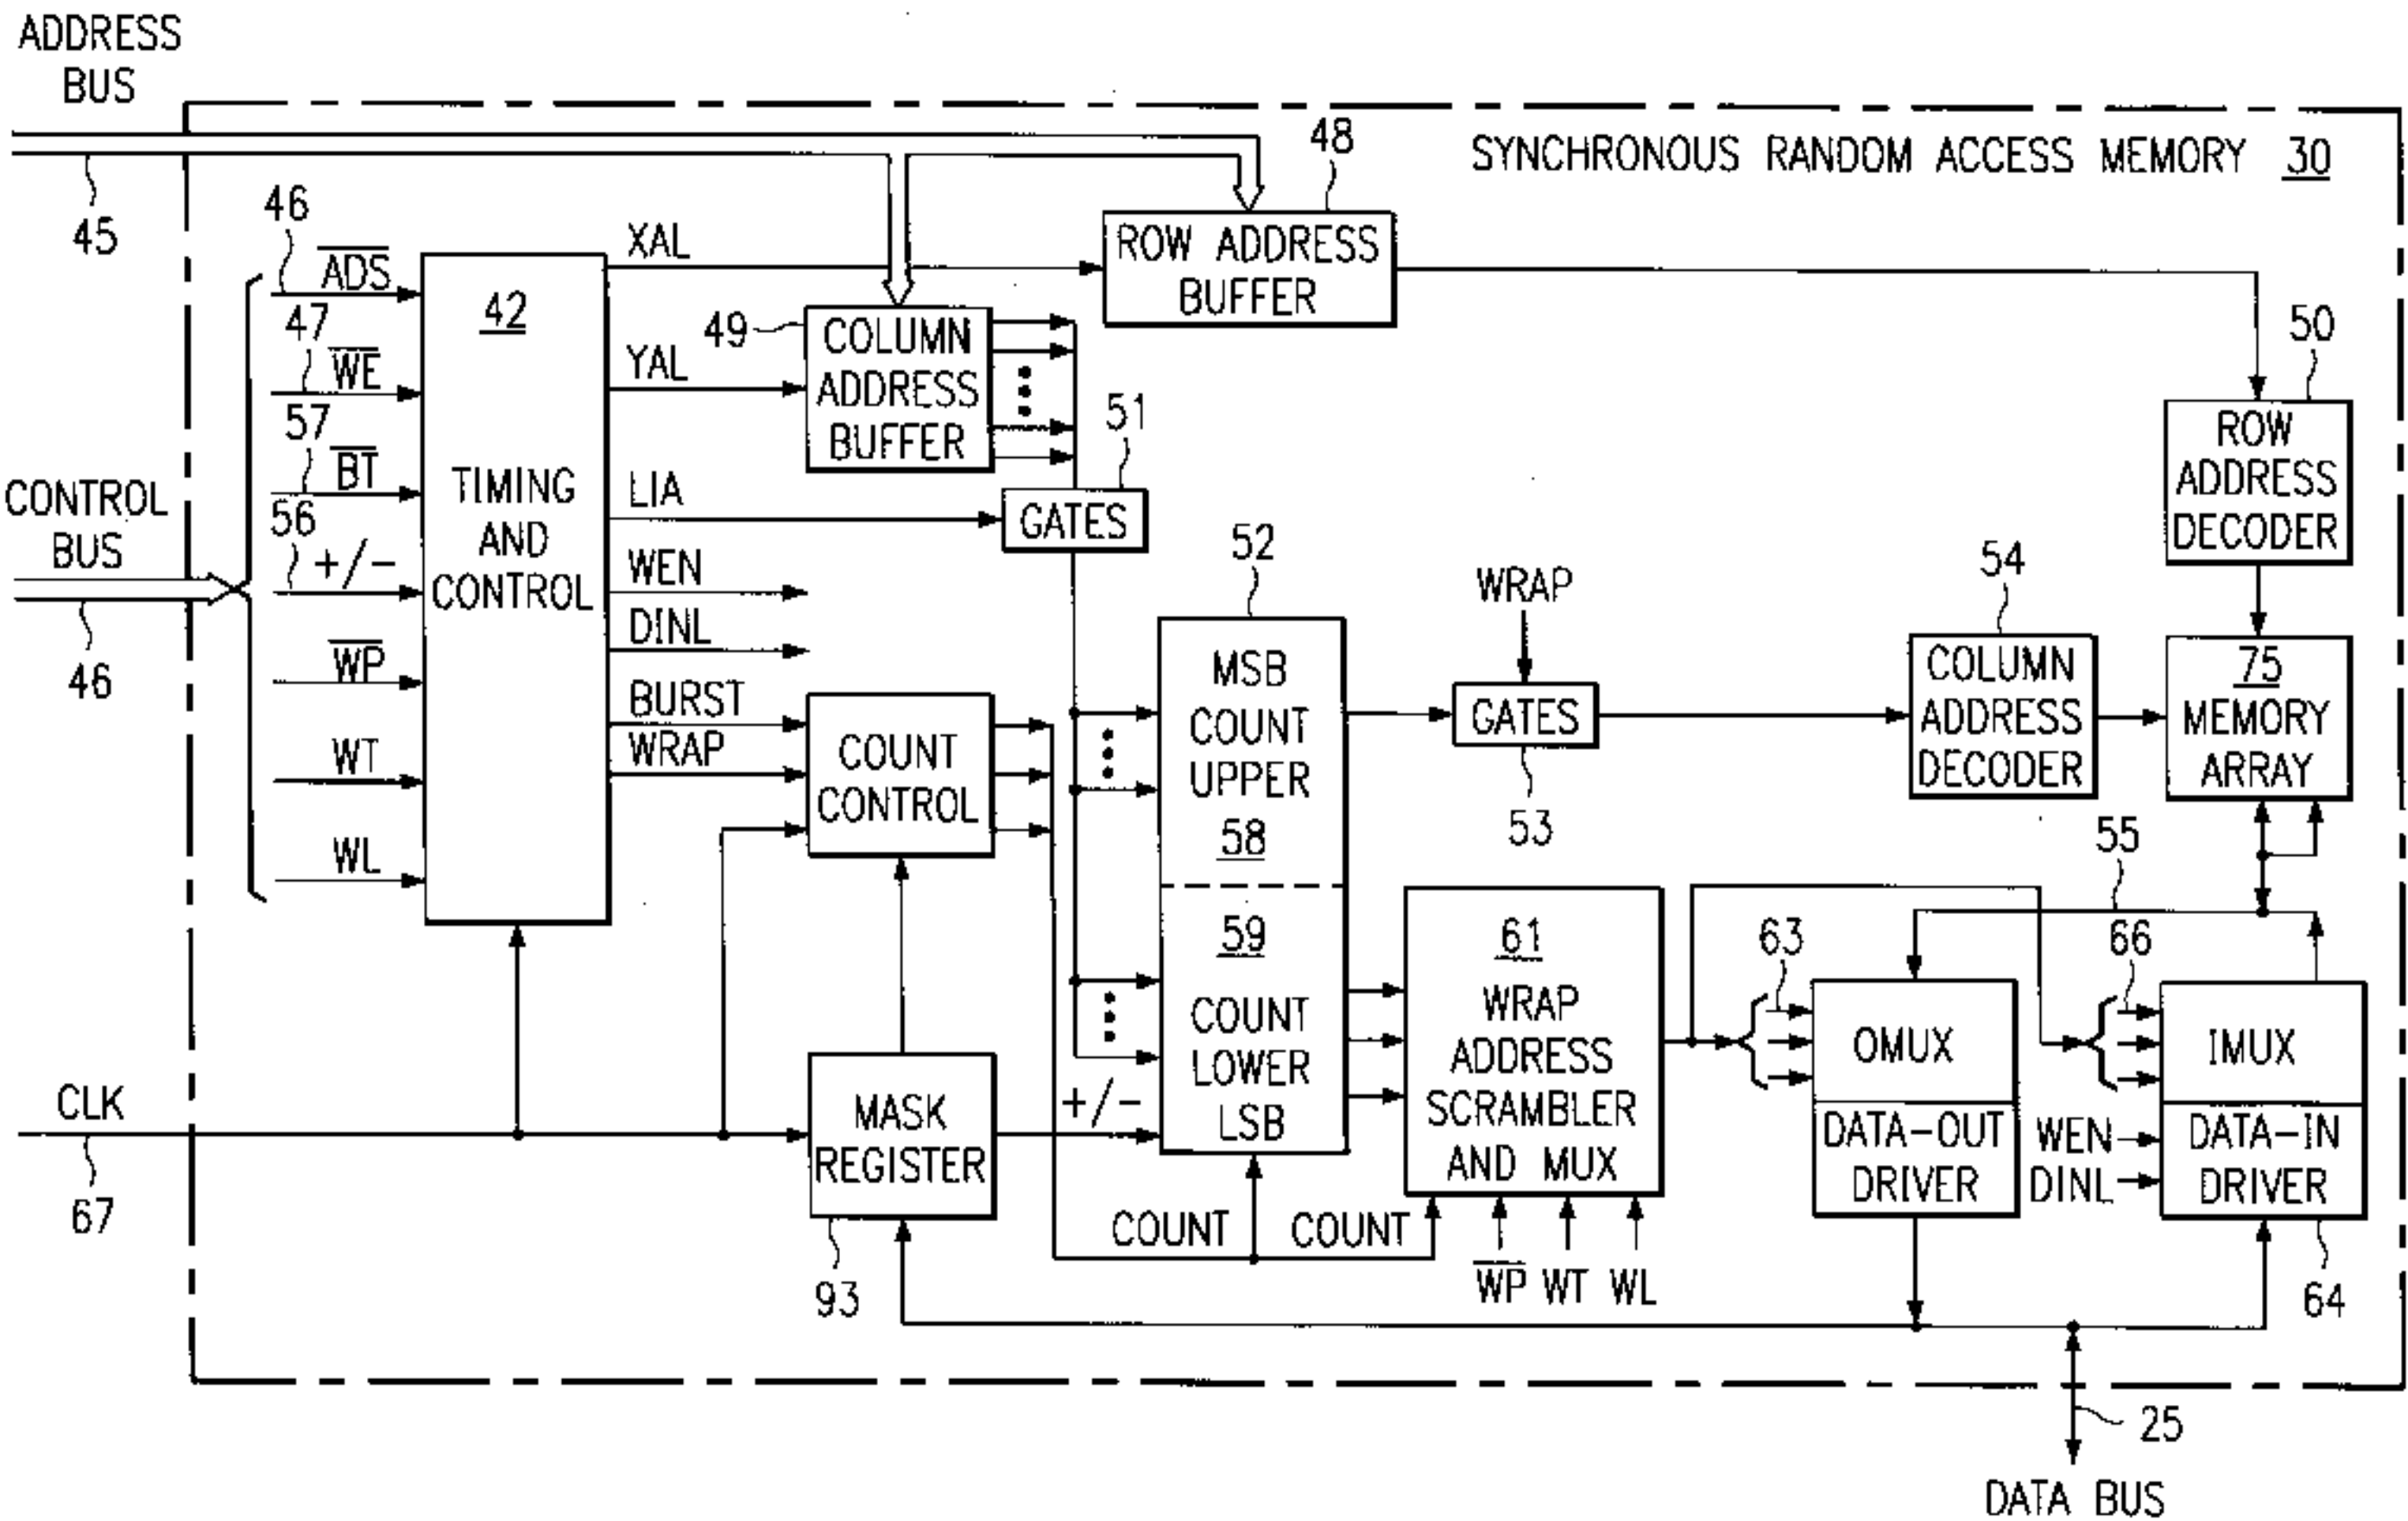 ADDRESS
BUS
45
SYNCHRONOUS RANDOM ACCESS MEMORY 30
48
ROW ADDRESS
BUFFER
46
A̅D̅S̅
47
W̅E̅
57
B̅T̅
56
+/-
W̅P̅
WT
WL
CONTROL
BUS
46
42
TIMING
AND
CONTROL
XAL
YAL
LIA
WEN
DINL
BURST
WRAP
49
COLUMN
ADDRESS
BUFFER
51
GATES
50
ROW
ADDRESS
DECODER
COUNT
CONTROL
52
MSB
COUNT
UPPER
58
59
COUNT
LOWER
LSB
WRAP
GATES
53
54
COLUMN
ADDRESS
DECODER
75
MEMORY
ARRAY
55
61
WRAP
ADDRESS
SCRAMBLER
AND MUX
63
OMUX
DATA-OUT
DRIVER
66
IMUX
DATA-IN
DRIVER
WEN
DINL
64
CLK
67
MASK
REGISTER
93
+/-
COUNT
COUNT
W̅P̅ WT WL
25
DATA BUS